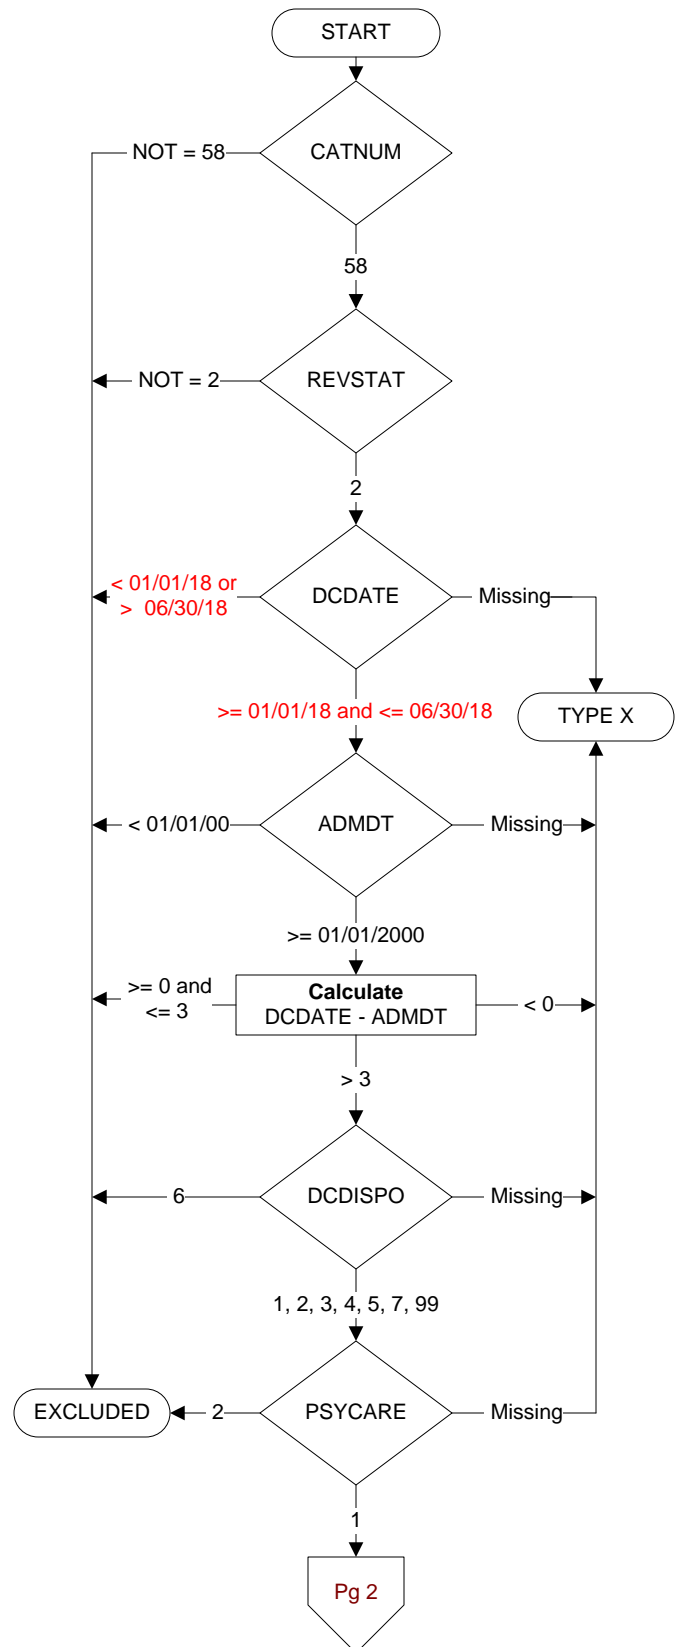 START
CATNUM
NOT = 58
58
REVSTAT
NOT = 2
2
< 01/01/18 or
> 06/30/18
DCDATE
Missing
>= 01/01/18 and <= 06/30/18
TYPE X
< 01/01/00
ADMDT
Missing
>= 01/01/2000
>= 0 and
<= 3
Calculate
DCDATE - ADMDT
< 0
> 3
6
DCDISPO
Missing
1, 2, 3, 4, 5, 7, 99
EXCLUDED
2
PSYCARE
Missing
1
Pg 2